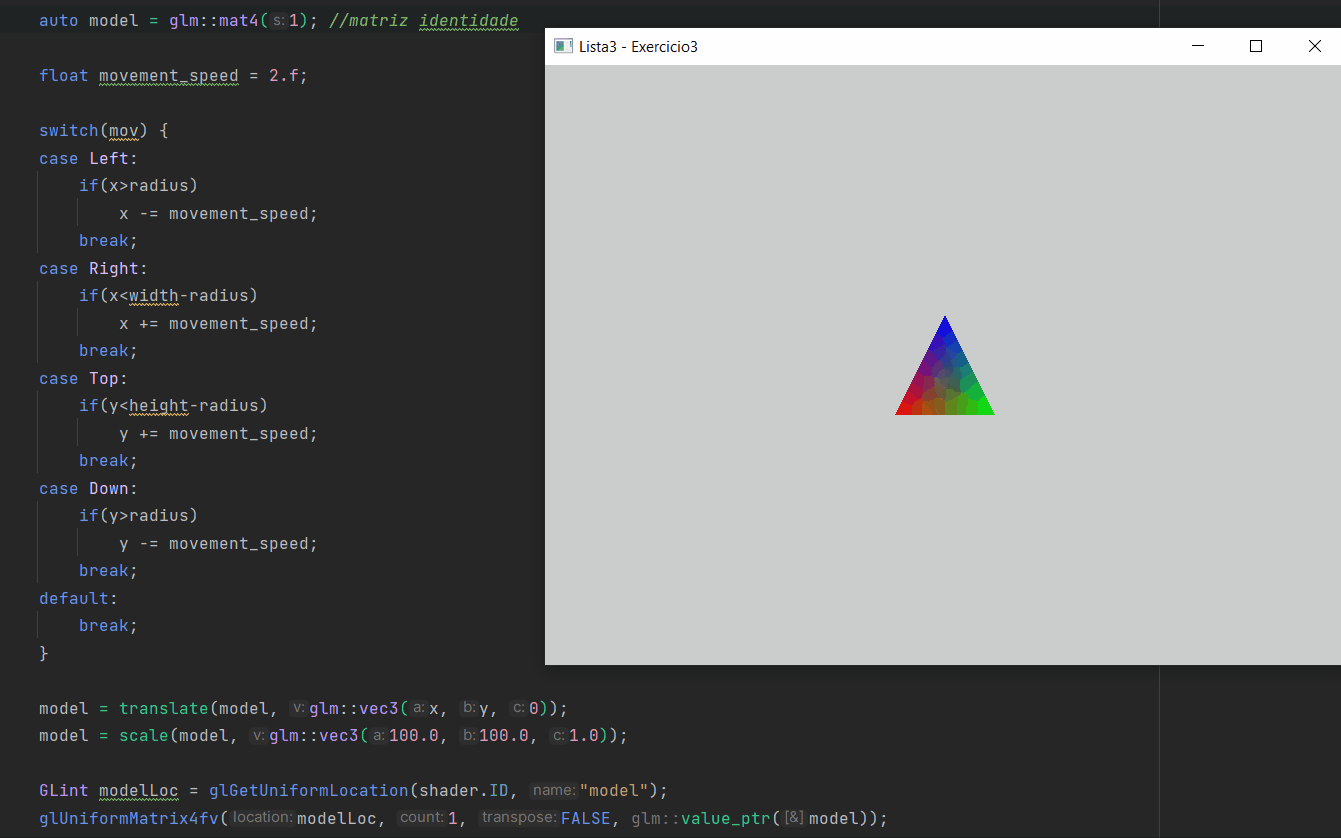 auto model = glm::mat4(s:1); //matriz identidade
Lista3 - Exercicio3
float movement_speed = 2.f;
switch(mov) {
case Left:
if(x>radius)
x -= movement_speed;
break;
case Right:
if(x<width-radius)
x += movement_speed;
break;
case Top:
if(y<height-radius)
y += movement_speed;
break;
case Down:
if(y>radius)
y -= movement_speed;
break;
default:
break;
}
model = translate(model, v:glm::vec3(a:x, b:y, c:0));
model = scale(model, v:glm::vec3(a:100.0, b:100.0, c:1.0));
GLint modelLoc = glGetUniformLocation(shader.ID, name:"model");
glUniformMatrix4fv(location:modelLoc, count:1, transpose:FALSE, glm::value_ptr([&]model));